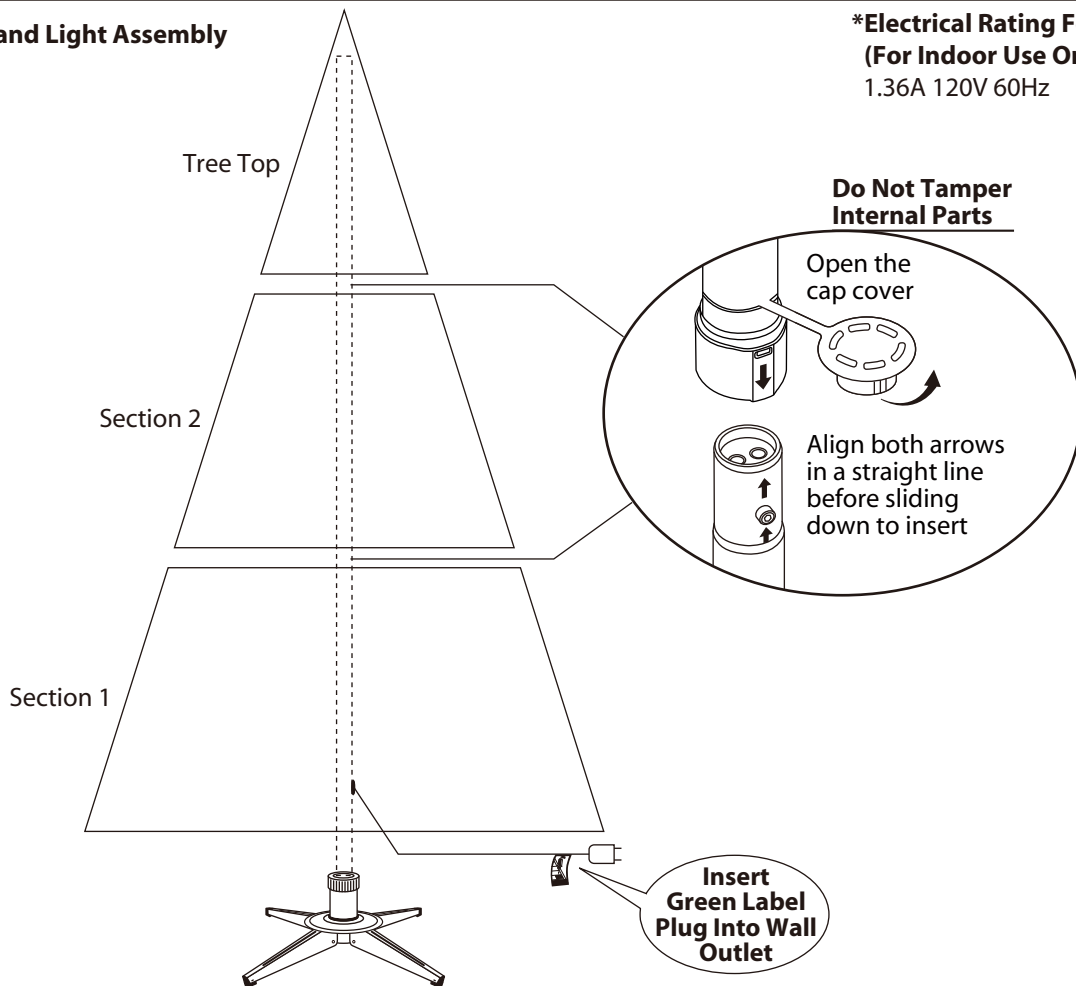 and Light Assembly
*Electrical Rating F
(For Indoor Use On
1.36A 120V 60Hz
Tree Top
Do Not Tamper
Internal Parts
Open the
cap cover
Section 2
Align both arrows
in a straight line
before sliding
down to insert
Section 1
Insert
Green Label
Plug Into Wall
Outlet